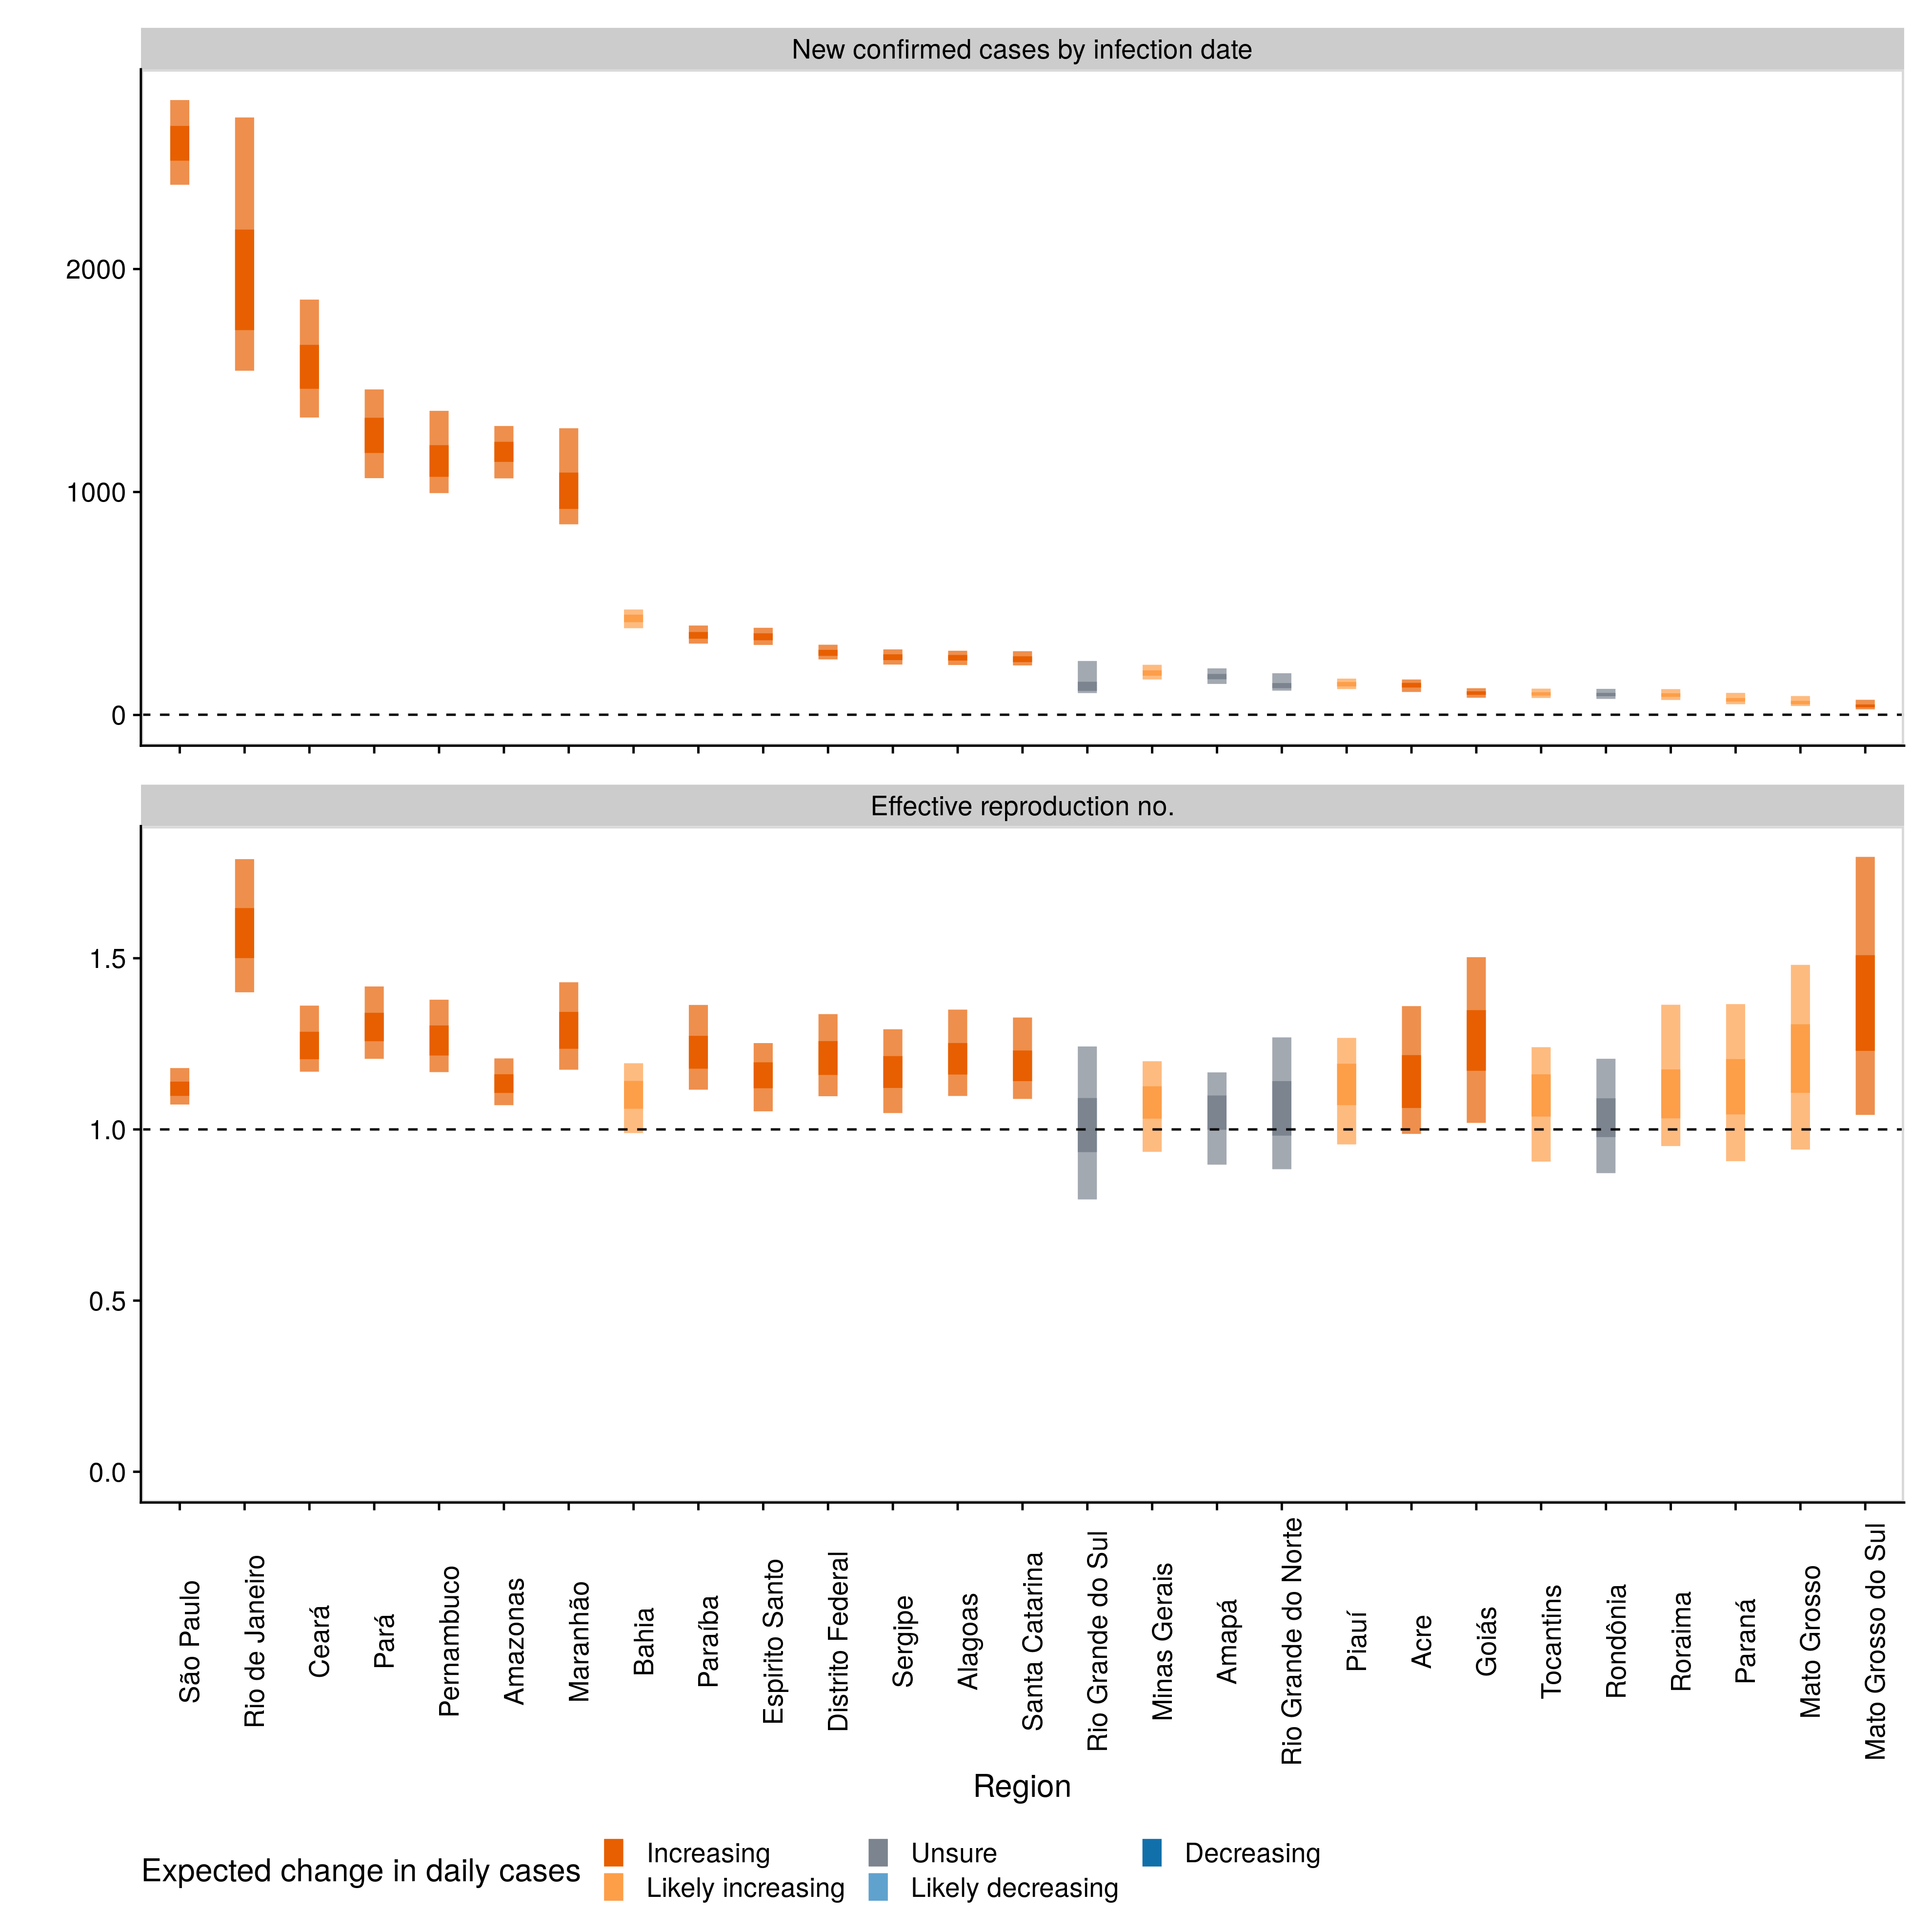 New confirmed cases by infection date
2000
1000
0
Effective reproduction no.
1.5
1.0
0.5
0.0
São Paulo
Rio de Janeiro
Ceará
Pará
Pernambuco
Amazonas
Maranhão
Bahia
Paraíba
Espirito Santo
Distrito Federal
Sergipe
Alagoas
Santa Catarina
Rio Grande do Sul
Minas Gerais
Amapá
Rio Grande do Norte
Piauí
Acre
Goiás
Tocantins
Rondônia
Roraima
Paraná
Mato Grosso
Mato Grosso do Sul
Region
Expected change in daily cases
Increasing
Likely increasing
Unsure
Likely decreasing
Decreasing